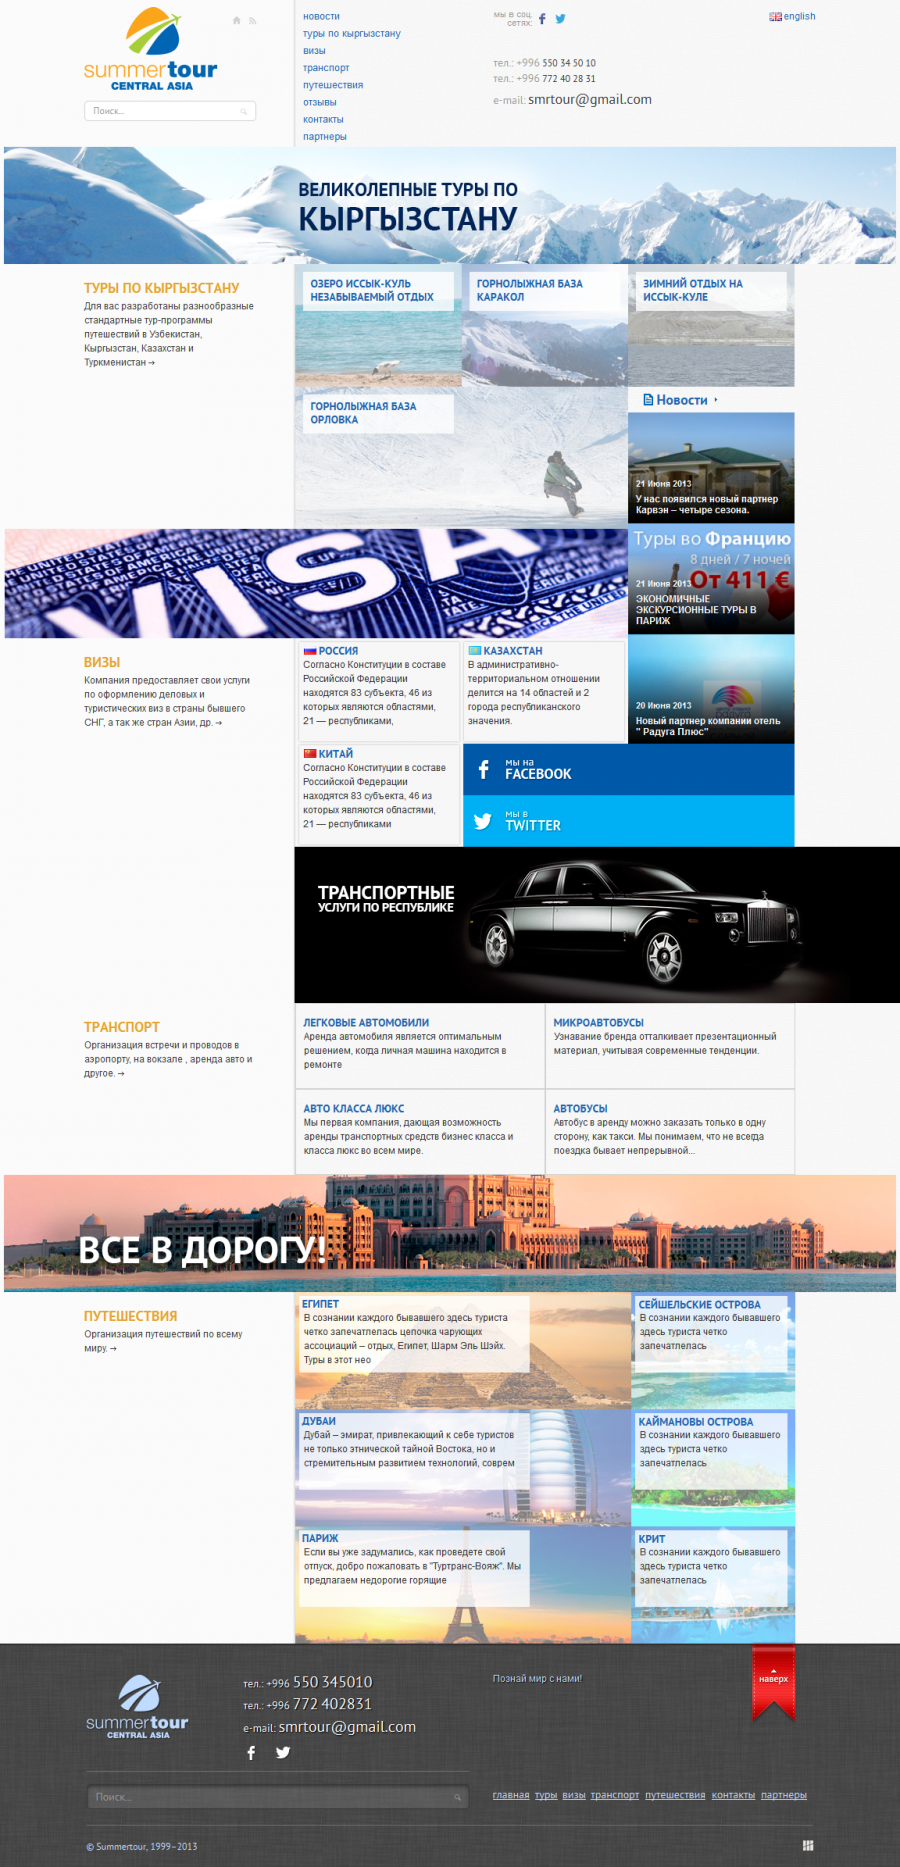 summertour
CENTRAL ASIA
Поиск...
новости
туры по кыргызстану
визы
транспорт
путешествия
отзывы
контакты
партнеры
мы в соц.
сетях:
english
тел.: +996 550 34 50 10
тел.: +996 772 40 28 31
e-mail: smrtour@gmail.com
ВЕЛИКОЛЕПНЫЕ ТУРЫ ПО
КЫРГЫЗСТАНУ
ТУРЫ ПО КЫРГЫЗСТАНУ
Для вас разработаны разнообразные
стандартные тур-программы
путешествий в Узбекистан,
Кыргызстан, Казахстан и
Туркменистан →
ОЗЕРО ИССЫК-КУЛЬ
НЕЗАБЫВАЕМЫЙ ОТДЫХ
ГОРНОЛЫЖНАЯ БАЗА
КАРАКОЛ
ЗИМНИЙ ОТДЫХ НА
ИССЫК-КУЛЕ
ГОРНОЛЫЖНАЯ БАЗА
ОРЛОВКА
Новости
21 Июня 2013
У нас появился новый партнер
Карвэн – четыре сезона.
Туры во Францию
8 дней / 7 ночей
От 411 €
21 Июня 2013
ЭКОНОМИЧНЫЕ
ЭКСКУРСИОННЫЕ ТУРЫ В
ПАРИЖ
VISA
20 Июня 2013
Новый партнер компании отель
" Радуга Плюс"
ВИЗЫ
Компания предоставляет свои услуги
по оформлению деловых и
туристических виз в страны бывшего
СНГ, а так же стран Азии, др. →
РОССИЯ
Согласно Конституции в составе
Российской Федерации
находятся 83 субъекта, 46 из
которых являются областями,
21 — республиками,
КАЗАХСТАН
В административно-
территориальном отношении
делится на 14 областей и 2
города республиканского
значения.
КИТАЙ
Согласно Конституции в составе
Российской Федерации
находятся 83 субъекта, 46 из
которых являются областями,
21 — республиками
мы на
FACEBOOK
мы в
TWITTER
ТРАНСПОРТНЫЕ
УСЛУГИ ПО РЕСПУБЛИКЕ
ТРАНСПОРТ
Организация встречи и проводов в
аэропорту, на вокзале , аренда авто и
другое. →
ЛЕГКОВЫЕ АВТОМОБИЛИ
Аренда автомобиля является оптимальным
решением, когда личная машина находится в
ремонте
МИКРОАВТОБУСЫ
Узнавание бренда отталкивает презентационный
материал, учитывая современные тенденции.
АВТО КЛАССА ЛЮКС
Мы первая компания, дающая возможность
аренды транспортных средств бизнес класса и
класса люкс во всем мире.
АВТОБУСЫ
Автобус в аренду можно заказать только в одну
сторону, как такси. Мы понимаем, что не всегда
поездка бывает непрерывной...
ВСЕ В ДОРОГУ!
ПУТЕШЕСТВИЯ
Организация путешествий по всему
миру. →
ЕГИПЕТ
В сознании каждого бывавшего здесь туриста
четко запечатлелась цепочка чарующих
ассоциаций – отдых, Египет, Шарм Эль Шэйх.
Туры в этот нео
СЕЙШЕЛЬСКИЕ ОСТРОВА
В сознании каждого бывавшего
здесь туриста четко
запечатлелась
ДУБАИ
Дубай – эмират, привлекающий к себе туристов
не только этнической тайной Востока, но и
стремительным развитием технологий, соврем
КАЙМАНОВЫ ОСТРОВА
В сознании каждого бывавшего
здесь туриста четко
запечатлелась
ПАРИЖ
Если вы уже задумались, как проведете свой
отпуск, добро пожаловать в "Туртранс-Вояж". Мы
предлагаем недорогие горящие
КРИТ
В сознании каждого бывавшего
здесь туриста четко
запечатлелась
summertour
CENTRAL ASIA
тел.: +996 550 345010
тел.: +996 772 402831
e-mail: smrtour@gmail.com
Познай мир с нами!
наверх
Поиск...
главная туры визы транспорт путешествия контакты партнеры
© Summertour, 1999–2013